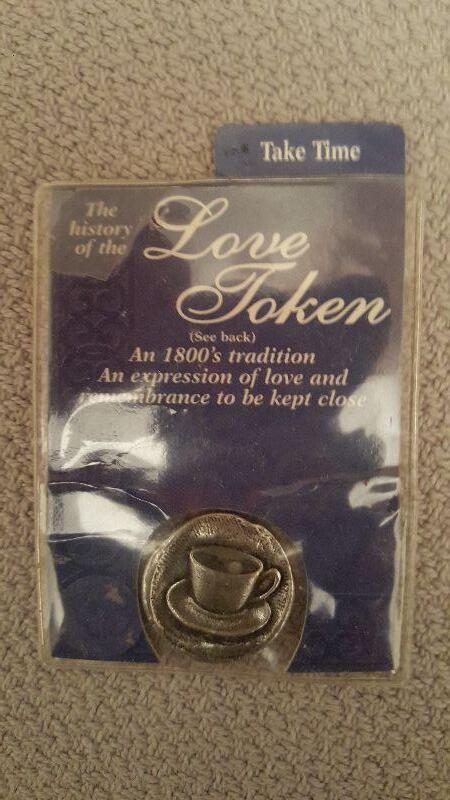 Take Time
The
history
of the
Love
Token
(See back)
An 1800's tradition
An expression of love and
remembrance to be kept close